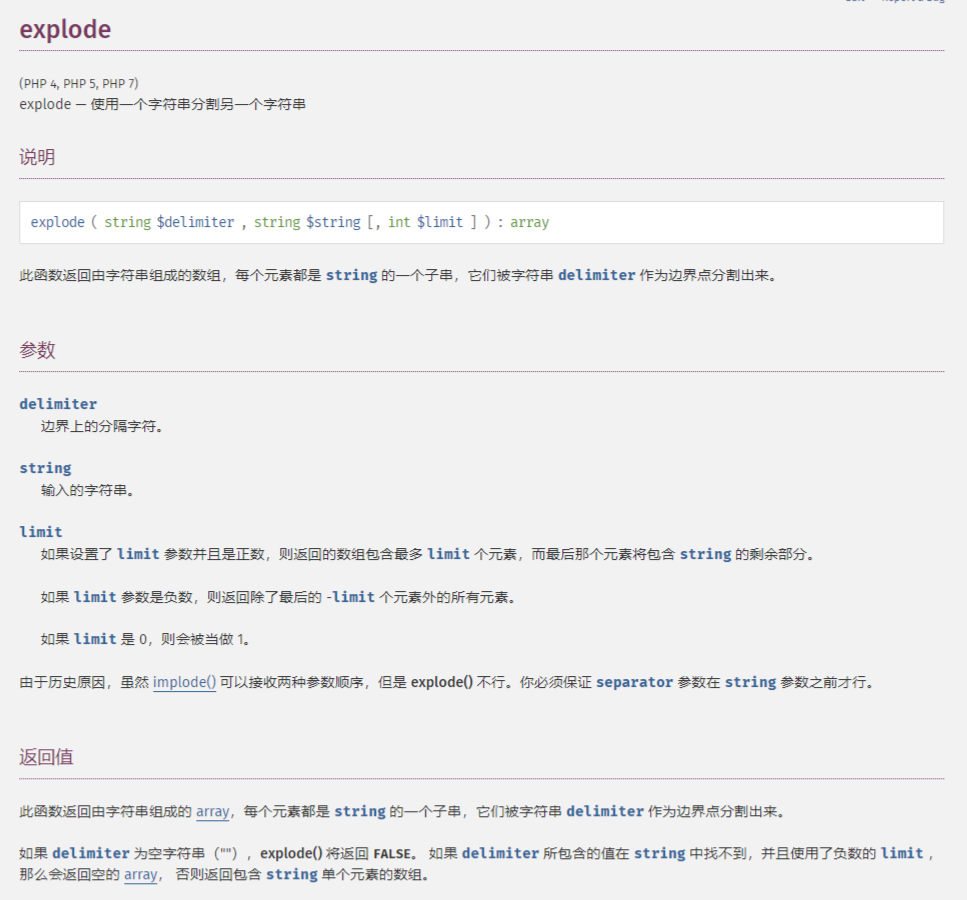 explode
(PHP 4, PHP 5, PHP 7)
explode — 使用一个字符串分割另一个字符串
说明
explode ( string $delimiter , string $string [, int $limit ] ) : array
此函数返回由字符串组成的数组，每个元素都是 string 的一个子串，它们被字符串 delimiter 作为边界点分割出来。
参数
delimiter
边界上的分隔字符。
string
输入的字符串。
limit
如果设置了 limit 参数并且是正数，则返回的数组包含最多 limit 个元素，而最后那个元素将包含 string 的剩余部分。
如果 limit 参数是负数，则返回除了最后的 -limit 个元素外的所有元素。
如果 limit 是 0，则会被当做 1。
由于历史原因，虽然 implode() 可以接收两种参数顺序，但是 explode() 不行。你必须保证 separator 参数在 string 参数之前才行。
返回值
此函数返回由字符串组成的 array，每个元素都是 string 的一个子串，它们被字符串 delimiter 作为边界点分割出来。
如果 delimiter 为空字符串（""），explode() 将返回 FALSE。 如果 delimiter 所包含的值在 string 中找不到，并且使用了负数的 limit ，
那么会返回空的 array， 否则返回包含 string 单个元素的数组。